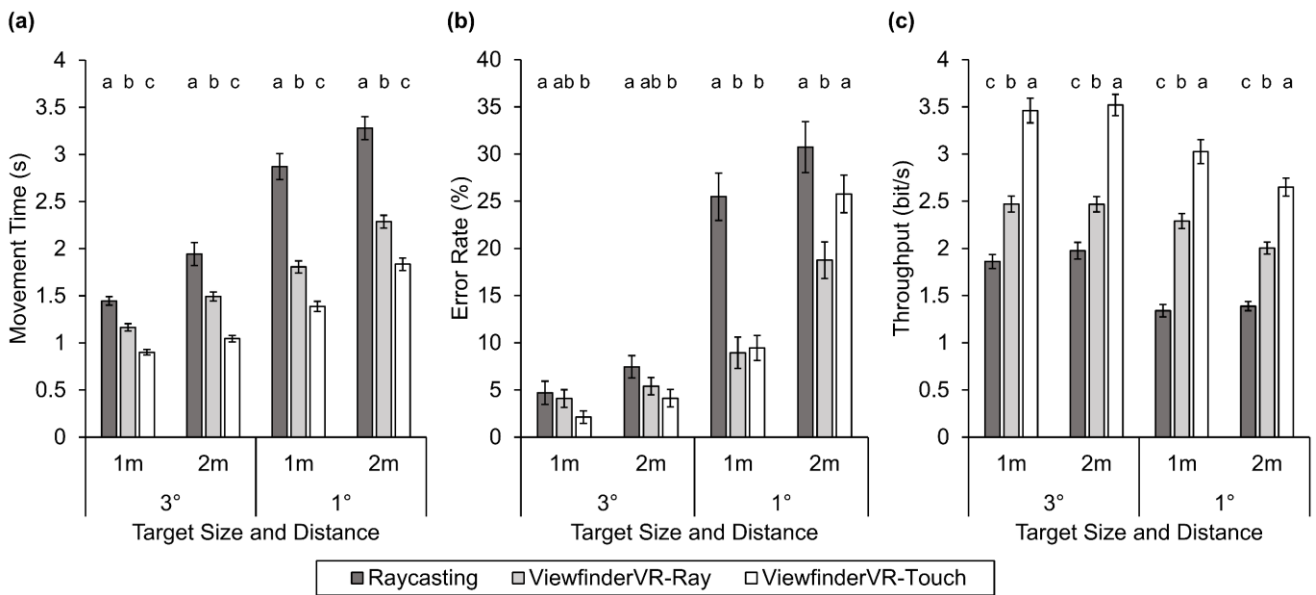 (a)
Movement Time (s)
4
3.5
3
2.5
2
1.5
1
0.5
0
a b c a b c a b c a b c
1m 2m 1m 2m
3° 1°
Target Size and Distance
(b)
Error Rate (%)
40
35
30
25
20
15
10
5
0
a ab b a ab b a b b a b a
1m 2m 1m 2m
3° 1°
Target Size and Distance
(c)
Throughput (bit/s)
4
3.5
3
2.5
2
1.5
1
0.5
0
c b a c b a c b a c b a
1m 2m 1m 2m
3° 1°
Target Size and Distance
Raycasting ViewfinderVR-Ray ViewfinderVR-Touch